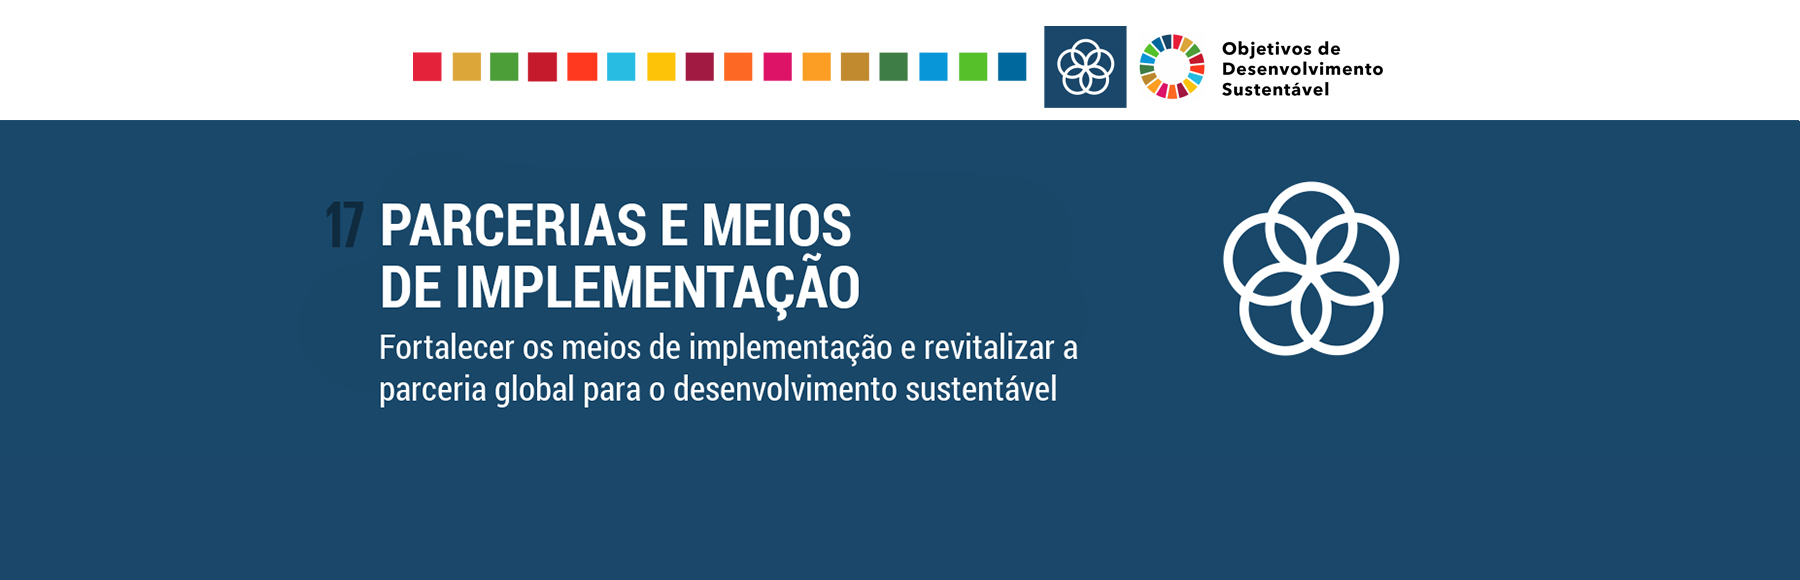 Objetivos de
Desenvolvimento
Sustentável
17 PARCERIAS E MEIOS
DE IMPLEMENTAÇÃO
Fortalecer os meios de implementação e revitalizar a
parceria global para o desenvolvimento sustentável